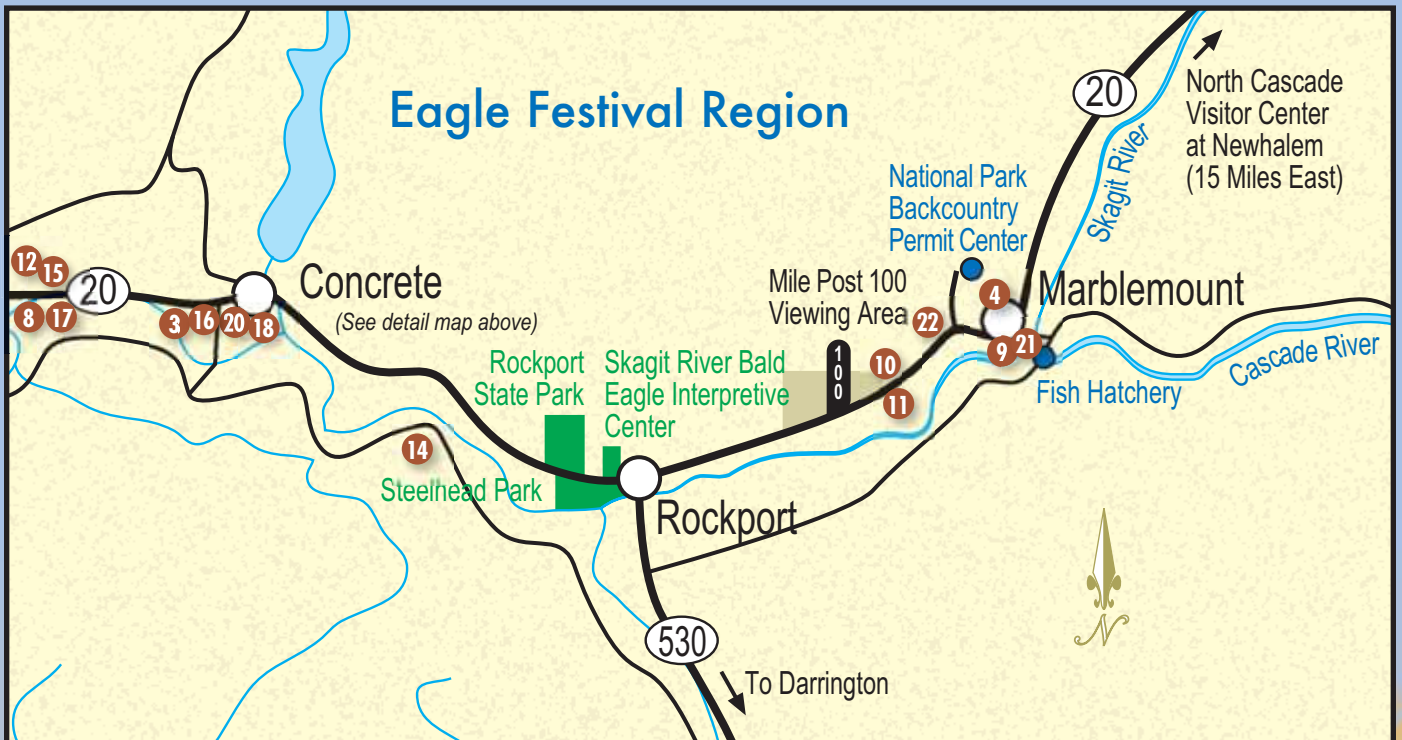 Eagle Festival Region
20
North Cascade
Visitor Center
at Newhalem
(15 Miles East)
Skagit River
National Park
Backcountry
Permit Center
12
15
20
8
17
3
16
20
18
Concrete
(See detail map above)
Mile Post 100
Viewing Area
22
4
Marblemount
9
21
Fish Hatchery
Cascade River
100
10
11
Rockport
State Park
Skagit River Bald
Eagle Interpretive
Center
14
Steelhead Park
Rockport
530
To Darrington
N